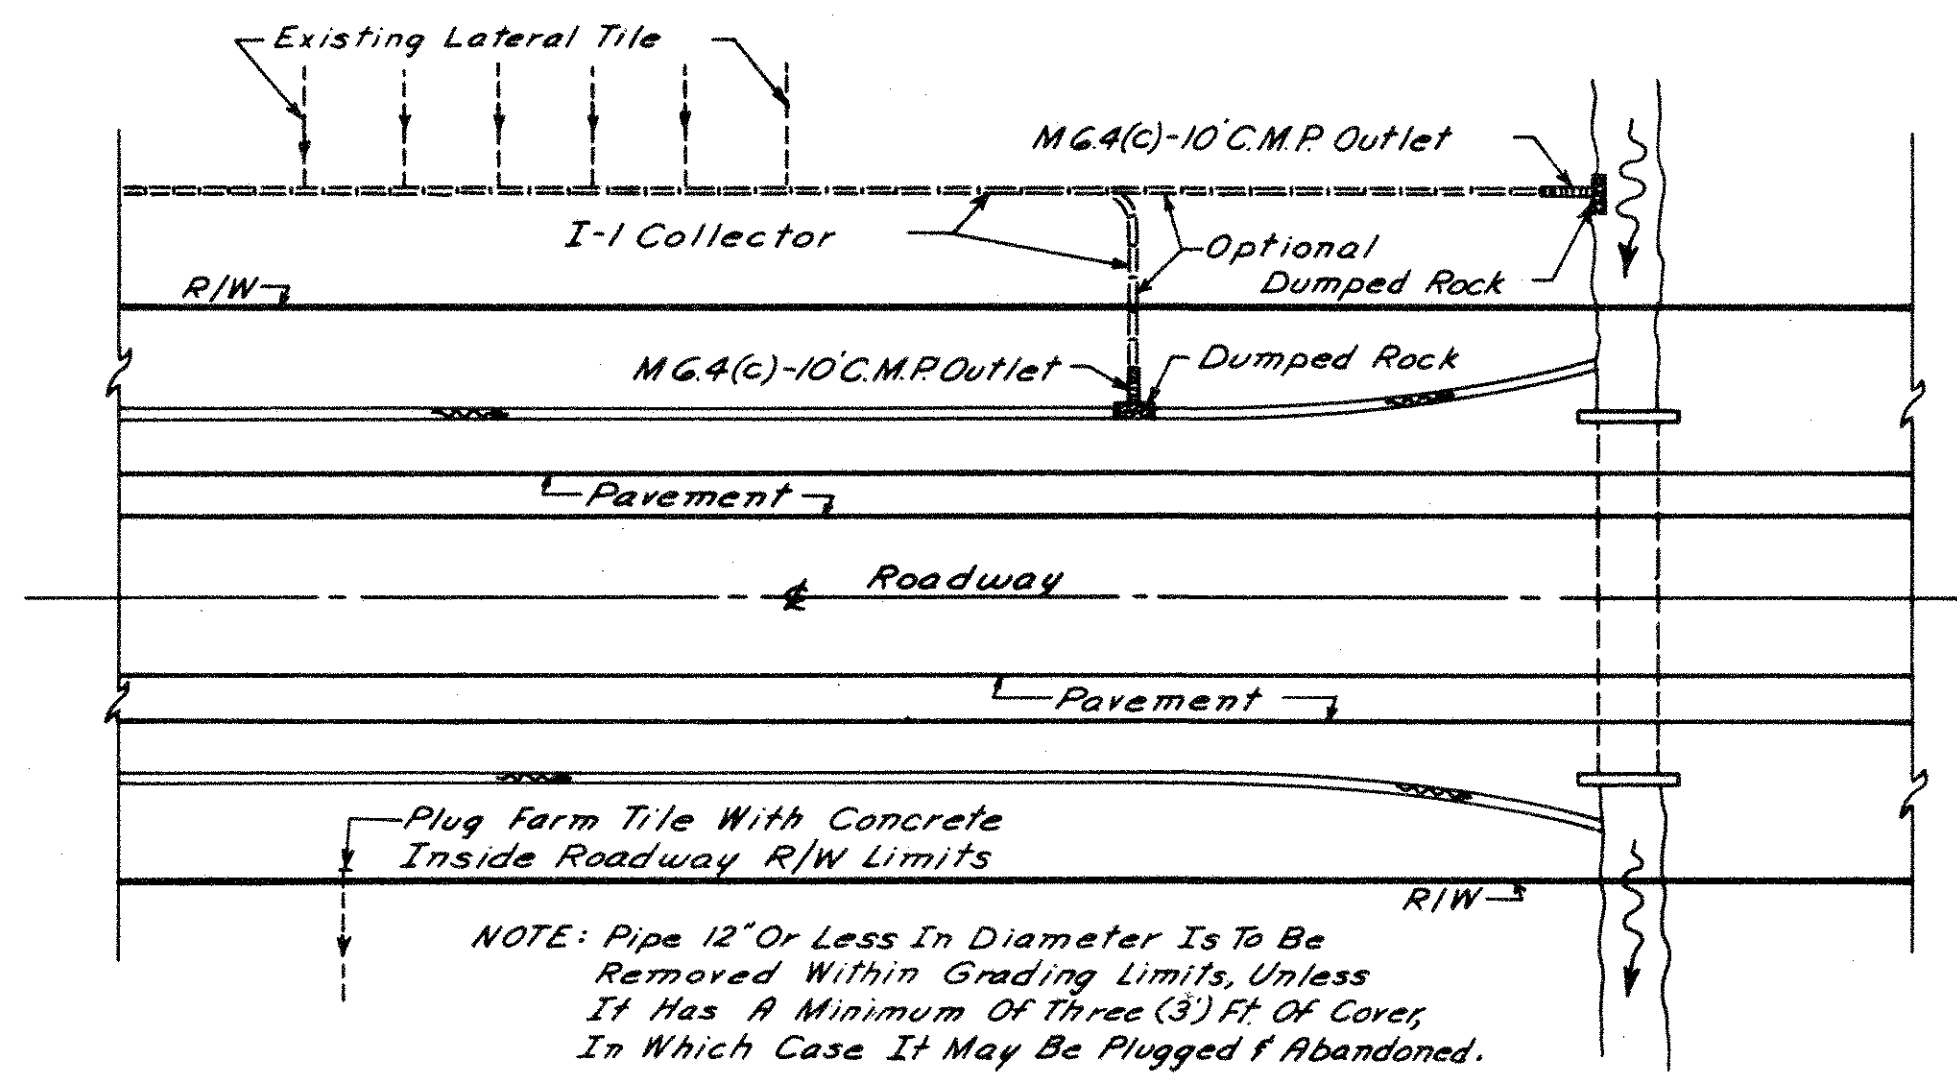 Existing Lateral Tile
M6.4(c)-10' C.M.P. Outlet
I-1 Collector
Optional
Dumped Rock
R/W
M6.4(c)-10' C.M.P. Outlet
Dumped Rock
Pavement
℄ Roadway
Pavement
Plug Farm Tile With Concrete
Inside Roadway R/W Limits
R/W
NOTE: Pipe 12" Or Less In Diameter Is To Be
Removed Within Grading Limits, Unless
It Has A Minimum Of Three (3') Ft. Of Cover,
In Which Case It May Be Plugged & Abandoned.